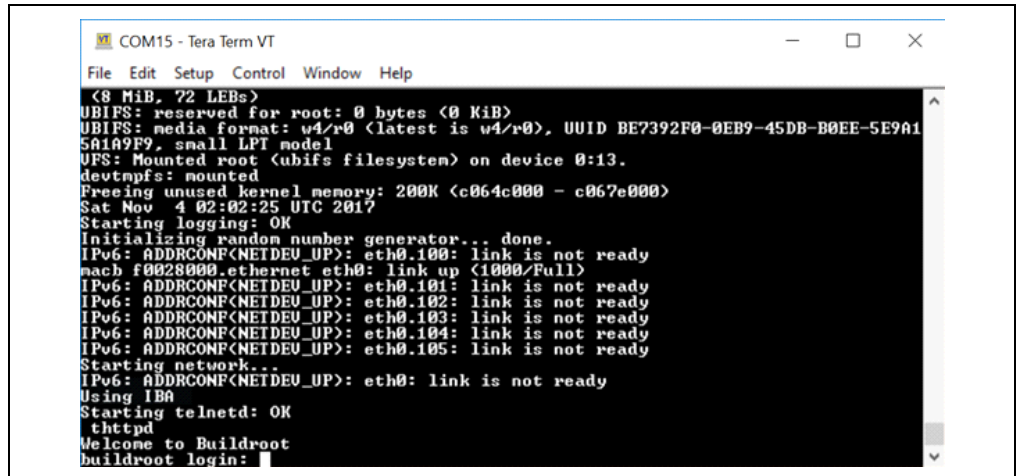 COM15 - Tera Term VT
File Edit Setup Control Window Help
(8 MiB, 72 LEBs)
UBIFS: reserved for root: 0 bytes (0 KiB)
UBIFS: media format: w4/r0 (latest is w4/r0), UUID BE7392F0-0EB9-45DB-B0EE-5E9A1
5A1A9F9, small LPT model
VFS: Mounted root (ubifs filesystem) on device 0:13.
devtmpfs: mounted
Freeing unused kernel memory: 200K (c064c000 - c067e000)
Sat Nov  4 02:02:25 UTC 2017
Starting logging: OK
Initializing random number generator... done.
IPv6: ADDRCONF(NETDEV_UP): eth0.100: link is not ready
macb f0028000.ethernet eth0: link up (1000/Full)
IPv6: ADDRCONF(NETDEV_UP): eth0.101: link is not ready
IPv6: ADDRCONF(NETDEV_UP): eth0.102: link is not ready
IPv6: ADDRCONF(NETDEV_UP): eth0.103: link is not ready
IPv6: ADDRCONF(NETDEV_UP): eth0.104: link is not ready
IPv6: ADDRCONF(NETDEV_UP): eth0.105: link is not ready
Starting network...
IPv6: ADDRCONF(NETDEV_UP): eth0: link is not ready
Using IBA
Starting telnetd: OK
thttpd
Welcome to Buildroot
buildroot login: